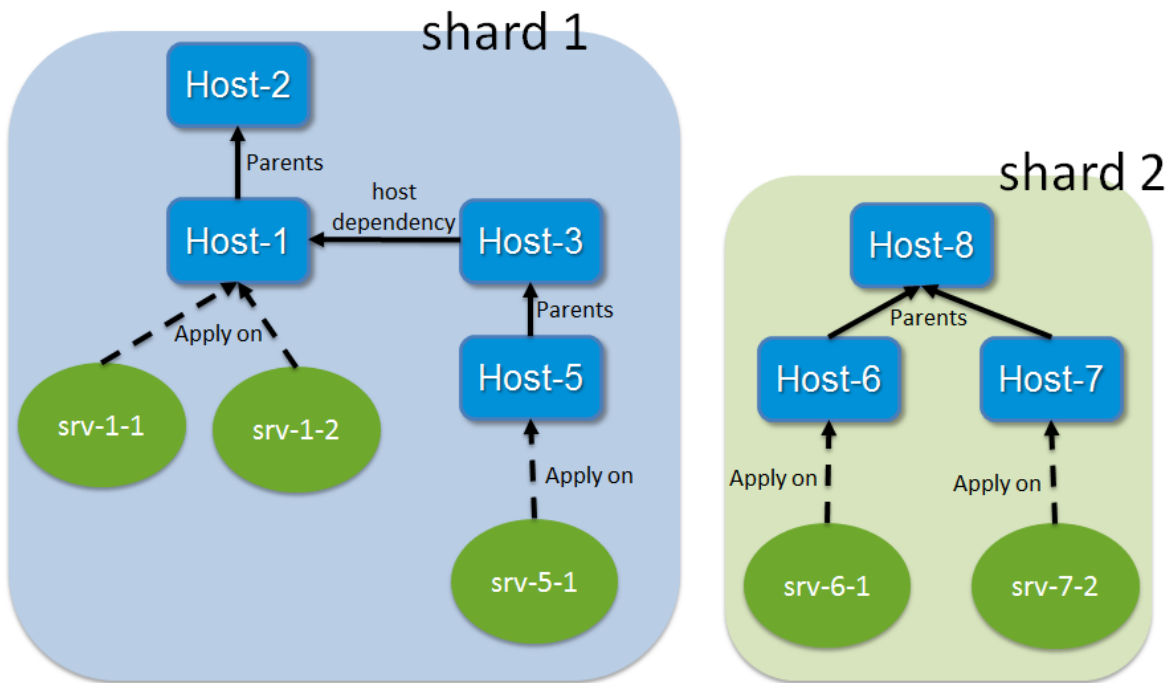 shard 1
Host-2
Parents
host
dependency
Host-1
Host-3
Apply on
Parents
Host-5
srv-1-1
srv-1-2
Apply on
srv-5-1
shard 2
Host-8
Parents
Host-6
Host-7
Apply on
Apply on
srv-6-1
srv-7-2